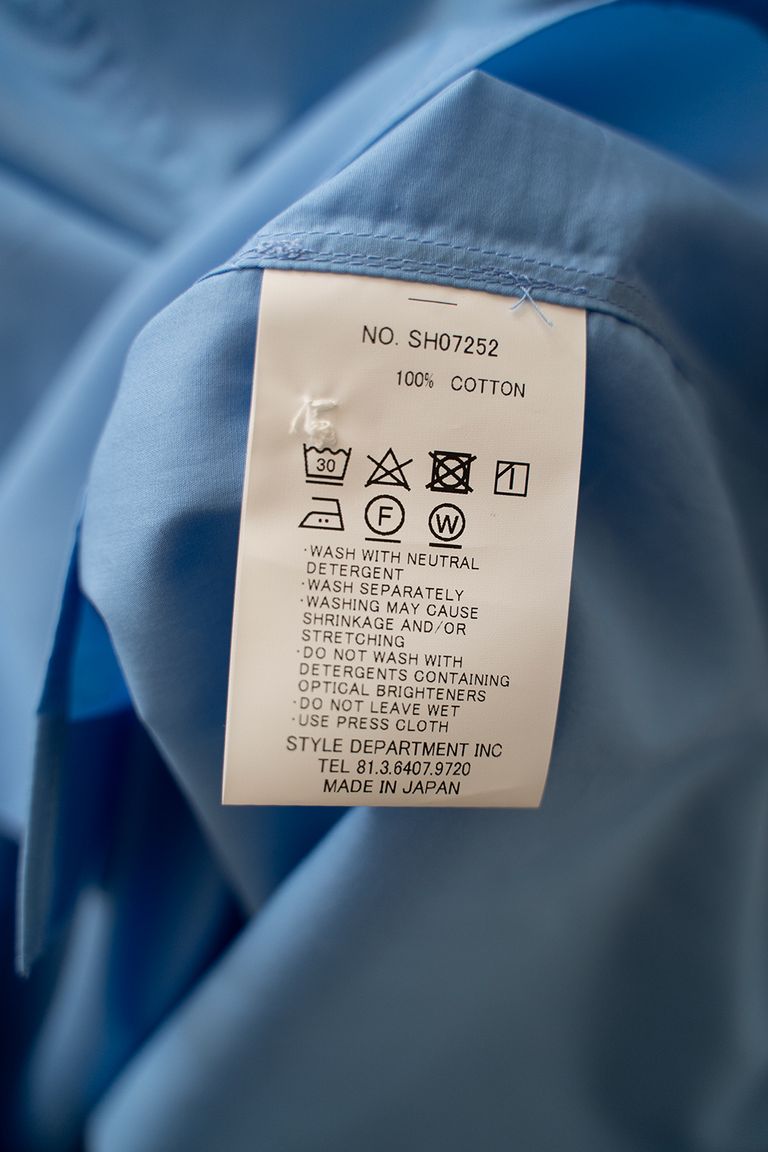 NO. SH07252
100% COTTON
30
F W
·WASH WITH NEUTRAL
DETERGENT
·WASH SEPARATELY
·WASHING MAY CAUSE
SHRINKAGE AND/OR
STRETCHING
·DO NOT WASH WITH
DETERGENTS CONTAINING
OPTICAL BRIGHTENERS
·DO NOT LEAVE WET
·USE PRESS CLOTH
STYLE DEPARTMENT INC
TEL 81.3.6407.9720
MADE IN JAPAN